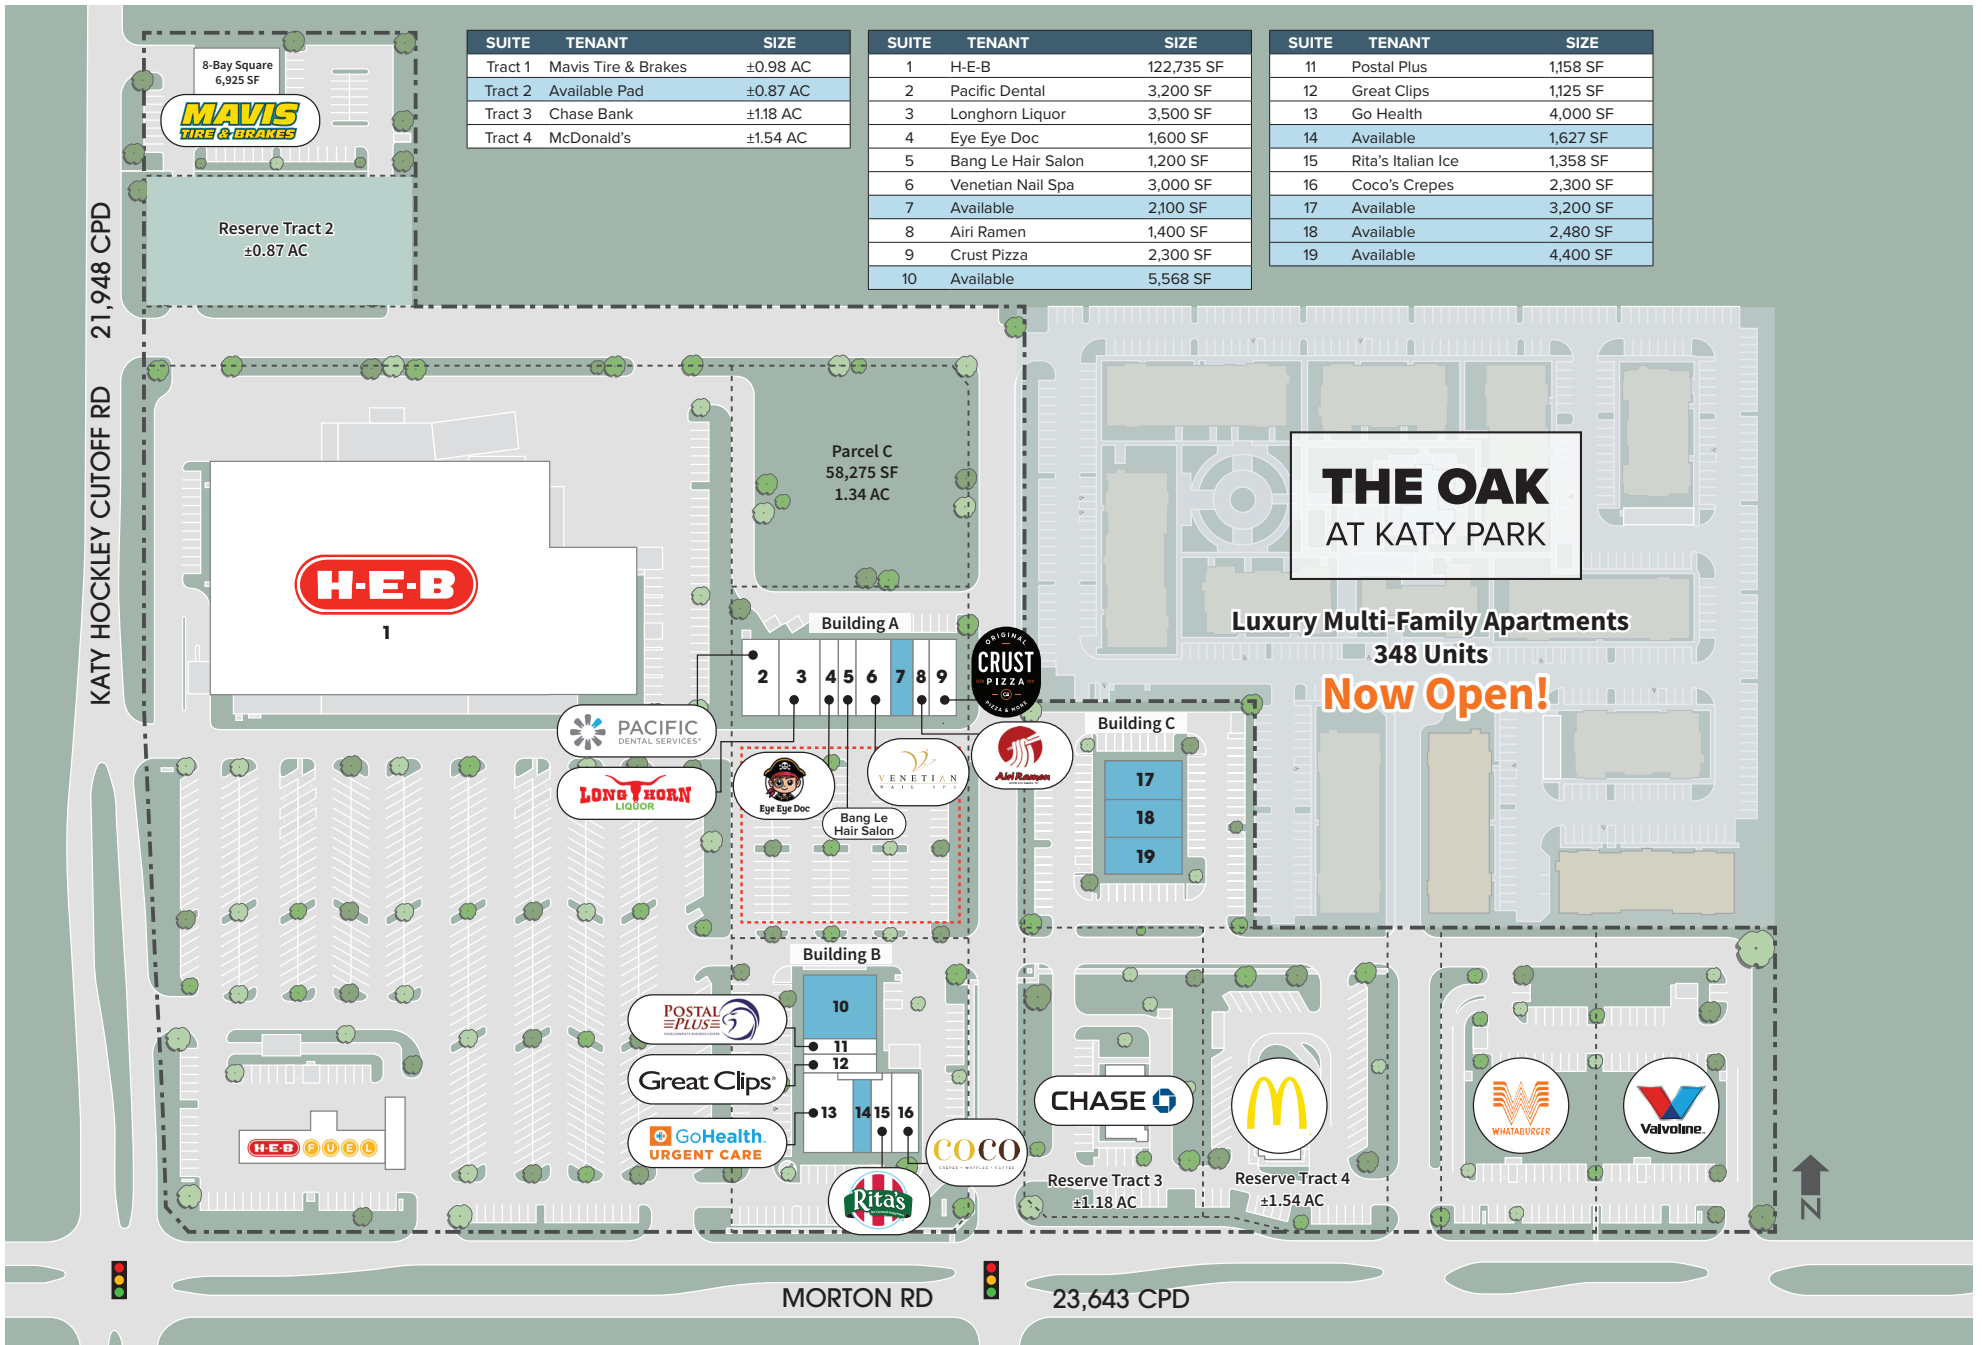 SUITE TENANT SIZE
Tract 1 Mavis Tire & Brakes ±0.98 AC
Tract 2 Available Pad ±0.87 AC
Tract 3 Chase Bank ±1.18 AC
Tract 4 McDonald's ±1.54 AC
SUITE TENANT SIZE
1 H-E-B 122,735 SF
2 Pacific Dental 3,200 SF
3 Longhorn Liquor 3,500 SF
4 Eye Eye Doc 1,600 SF
5 Bang Le Hair Salon 1,200 SF
6 Venetian Nail Spa 3,000 SF
7 Available 2,100 SF
8 Airi Ramen 1,400 SF
9 Crust Pizza 2,300 SF
10 Available 5,568 SF
SUITE TENANT SIZE
11 Postal Plus 1,158 SF
12 Great Clips 1,125 SF
13 Go Health 4,000 SF
14 Available 1,627 SF
15 Rita's Italian Ice 1,358 SF
16 Coco's Crepes 2,300 SF
17 Available 3,200 SF
18 Available 2,480 SF
19 Available 4,400 SF
8-Bay Square
6,925 SF
MAVIS
TIRE & BRAKES
Reserve Tract 2
±0.87 AC
KATY HOCKLEY CUTOFF RD 21,948 CPD
Parcel C
58,275 SF
1.34 AC
THE OAK
AT KATY PARK
Luxury Multi-Family Apartments
348 Units
Now Open!
H-E-B
1
Building A
2 3 4 5 6 7 8 9
ORIGINAL
CRUST
PIZZA
PIZZA & MORE
PACIFIC
DENTAL SERVICES
LONGHORN
LIQUOR
Eye Eye Doc
Bang Le
Hair Salon
VENETIAN
NAIL SPA
Airi Ramen
Building C
17
18
19
Building B
10
11
12
13 14 15 16
POSTAL
PLUS
Great Clips
GoHealth
URGENT CARE
COCO
CREPES • WAFFLES • COFFEE
Rita's
H-E-B FUEL
CHASE
Reserve Tract 3
±1.18 AC
Reserve Tract 4
±1.54 AC
WHATABURGER
Valvoline
N
MORTON RD 23,643 CPD